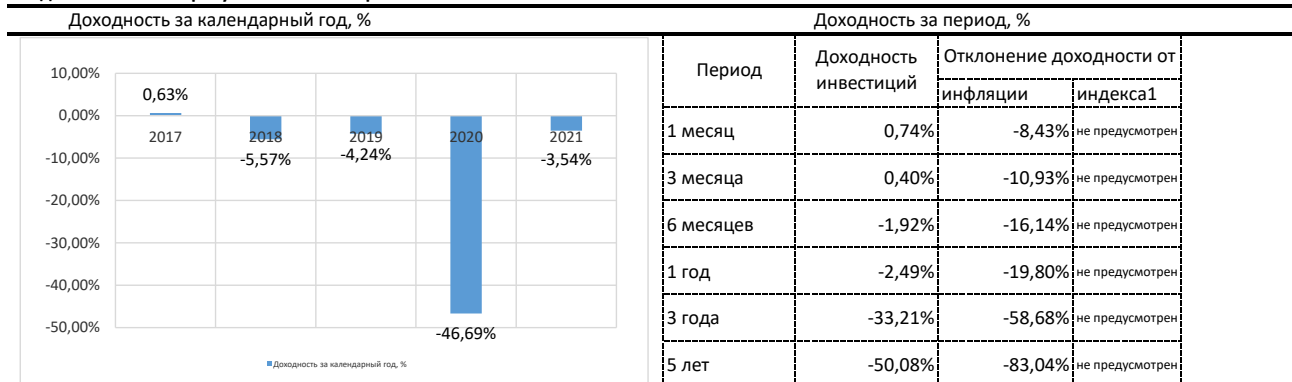 Доходность за календарный год, %
Доходность за период, %
10,00%
0,00%
-10,00%
-20,00%
-30,00%
-40,00%
-50,00%
0,63%
-5,57%
-4,24%
-46,69%
-3,54%
2017
2018
2019
2020
2021
Доходность за календарный год, %
Период
Доходность
инвестиций
Отклонение доходности от
инфляции
индекса1
1 месяц 0,74% -8,43% не предусмотрен
3 месяца 0,40% -10,93% не предусмотрен
6 месяцев -1,92% -16,14% не предусмотрен
1 год -2,49% -19,80% не предусмотрен
3 года -33,21% -58,68% не предусмотрен
5 лет -50,08% -83,04% не предусмотрен